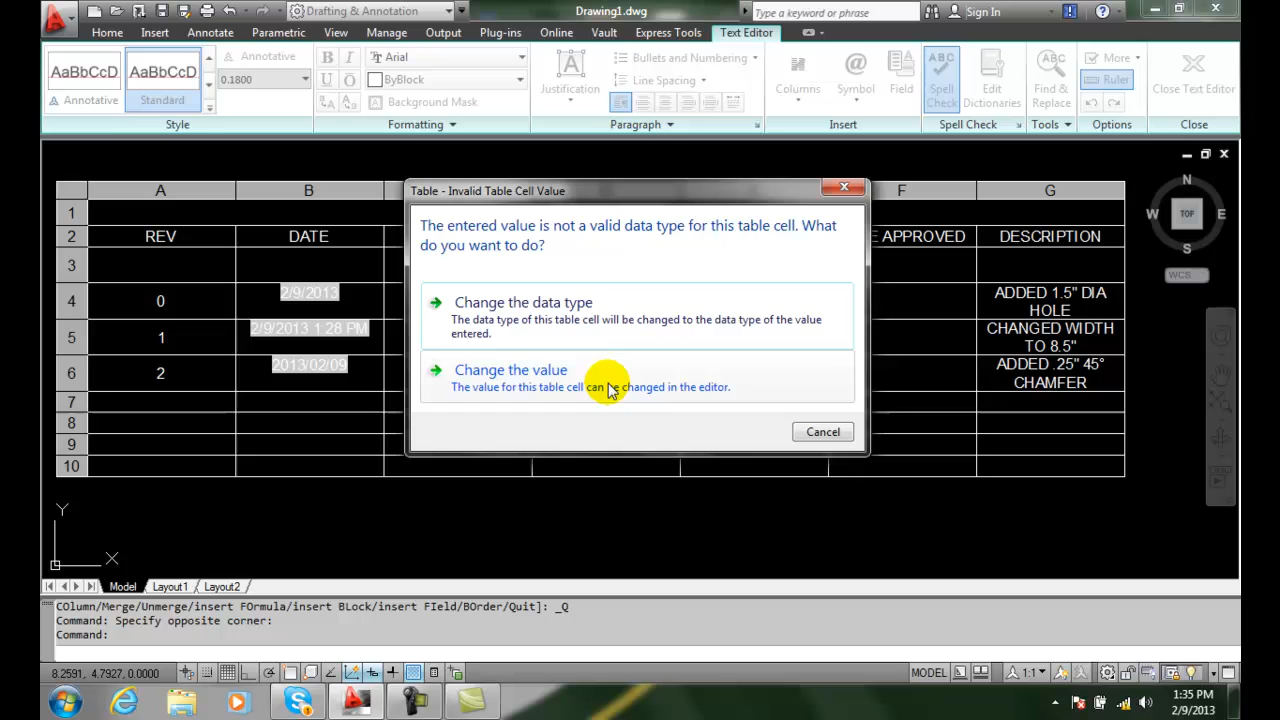 Drafting & Annotation
Drawing1.dwg
Type a keyword or phrase
Sign In
Home Insert Annotate Parametric View Manage Output Plug-ins Online Vault Express Tools Text Editor
AaBbCcD AaBbCcD
Annotative Standard
Annotative
0.1800
Style
B I
U O
Arial
ByBlock
Background Mask
Formatting
Justification
Bullets and Numbering
Line Spacing
Paragraph
Columns
@
Symbol
Field
Insert
ABC
Spell
Check
Edit
Dictionaries
Spell Check
ABC
Find &
Replace
Tools
More
Ruler
Options
Close Text Editor
Close
A B F G
1
2 REV DATE E APPROVED DESCRIPTION
3
4 0 2/9/2013 ADDED 1.5" DIA
HOLE
5 1 2/9/2013 1:28 PM CHANGED WIDTH
TO 8.5"
6 2 2013/02/09 ADDED .25" 45°
CHAMFER
7
8
9
10
Table - Invalid Table Cell Value
The entered value is not a valid data type for this table cell. What
do you want to do?
Change the data type
The data type of this table cell will be changed to the data type of the value
entered.
Change the value
The value for this table cell can be changed in the editor.
Cancel
N
W TOP E
S
WCS
Y
X
Model Layout1 Layout2
COlumn/Merge/Unmerge/insert FOrmula/insert BLock/insert FIeld/BOrder/Quit]: _Q
Command: Specify opposite corner:
Command:
8.2591, 4.7927, 0.0000
MODEL
1:1
1:35 PM
2/9/2013